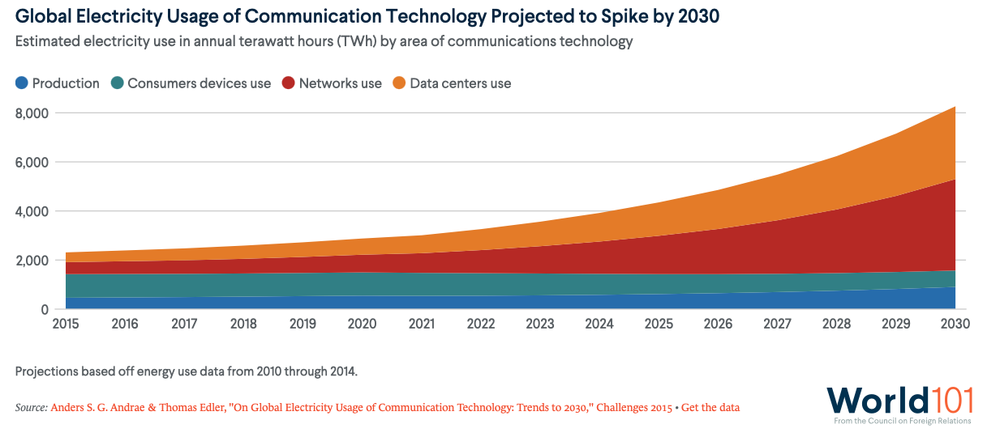 Global Electricity Usage of Communication Technology Projected to Spike by 2030
Estimated electricity use in annual terawatt hours (TWh) by area of communications technology
Production Consumers devices use Networks use Data centers use
8,000
6,000
4,000
2,000
0
2015 2016 2017 2018 2019 2020 2021 2022 2023 2024 2025 2026 2027 2028 2029 2030
Projections based off energy use data from 2010 through 2014.
Source: Anders S. G. Andrae & Thomas Edler, "On Global Electricity Usage of Communication Technology: Trends to 2030," Challenges 2015 • Get the data
World101
From the Council on Foreign Relations